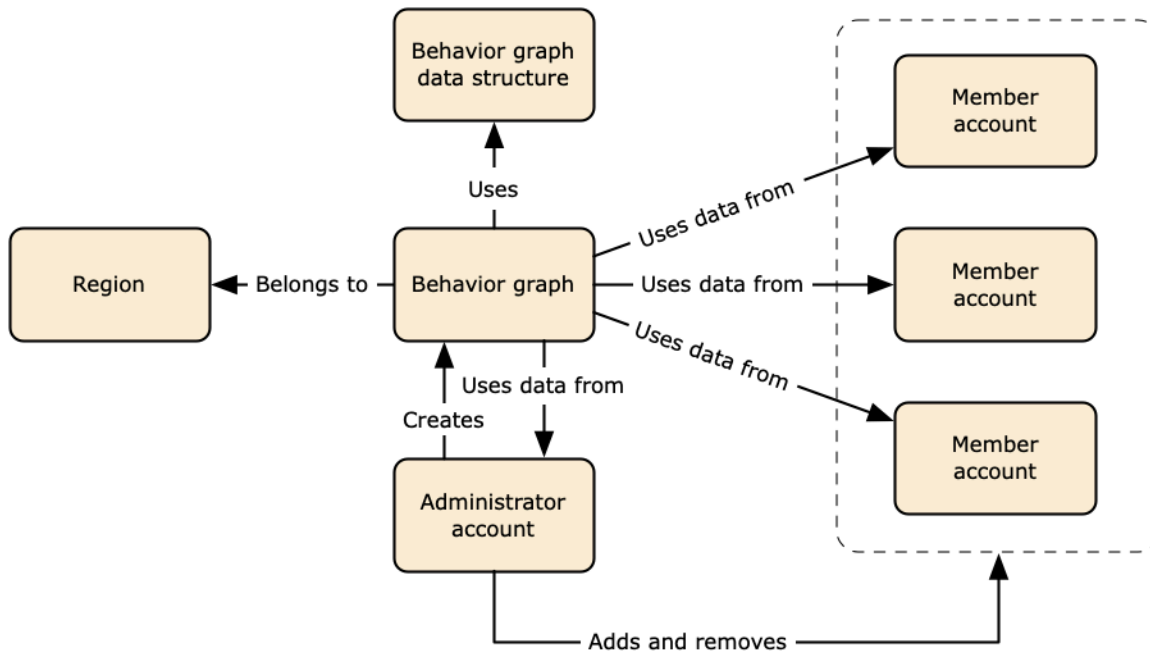 Behavior graph
data structure
Member
account
Uses
Uses data from
Region
Belongs to
Behavior graph
Uses data from
Member
account
Uses data from
Uses data from
Creates
Member
account
Administrator
account
Adds and removes